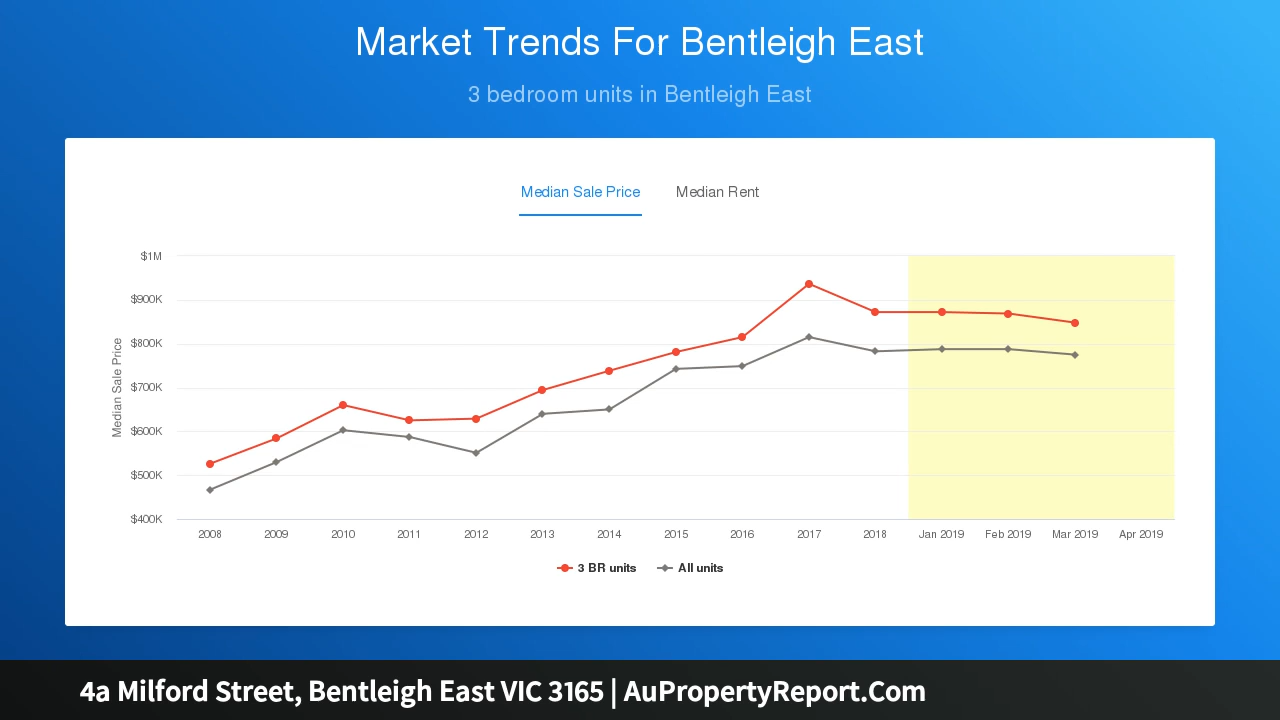 Market Trends For Bentleigh East
3 bedroom units in Bentleigh East
Median Sale Price Median Rent
Median Sale Price
$1M
$900K
$800K
$700K
$600K
$500K
$400K
2008 2009 2010 2011 2012 2013 2014 2015 2016 2017 2018 Jan 2019 Feb 2019 Mar 2019 Apr 2019
3 BR units All units
4a Milford Street, Bentleigh East VIC 3165 | AuPropertyReport.Com